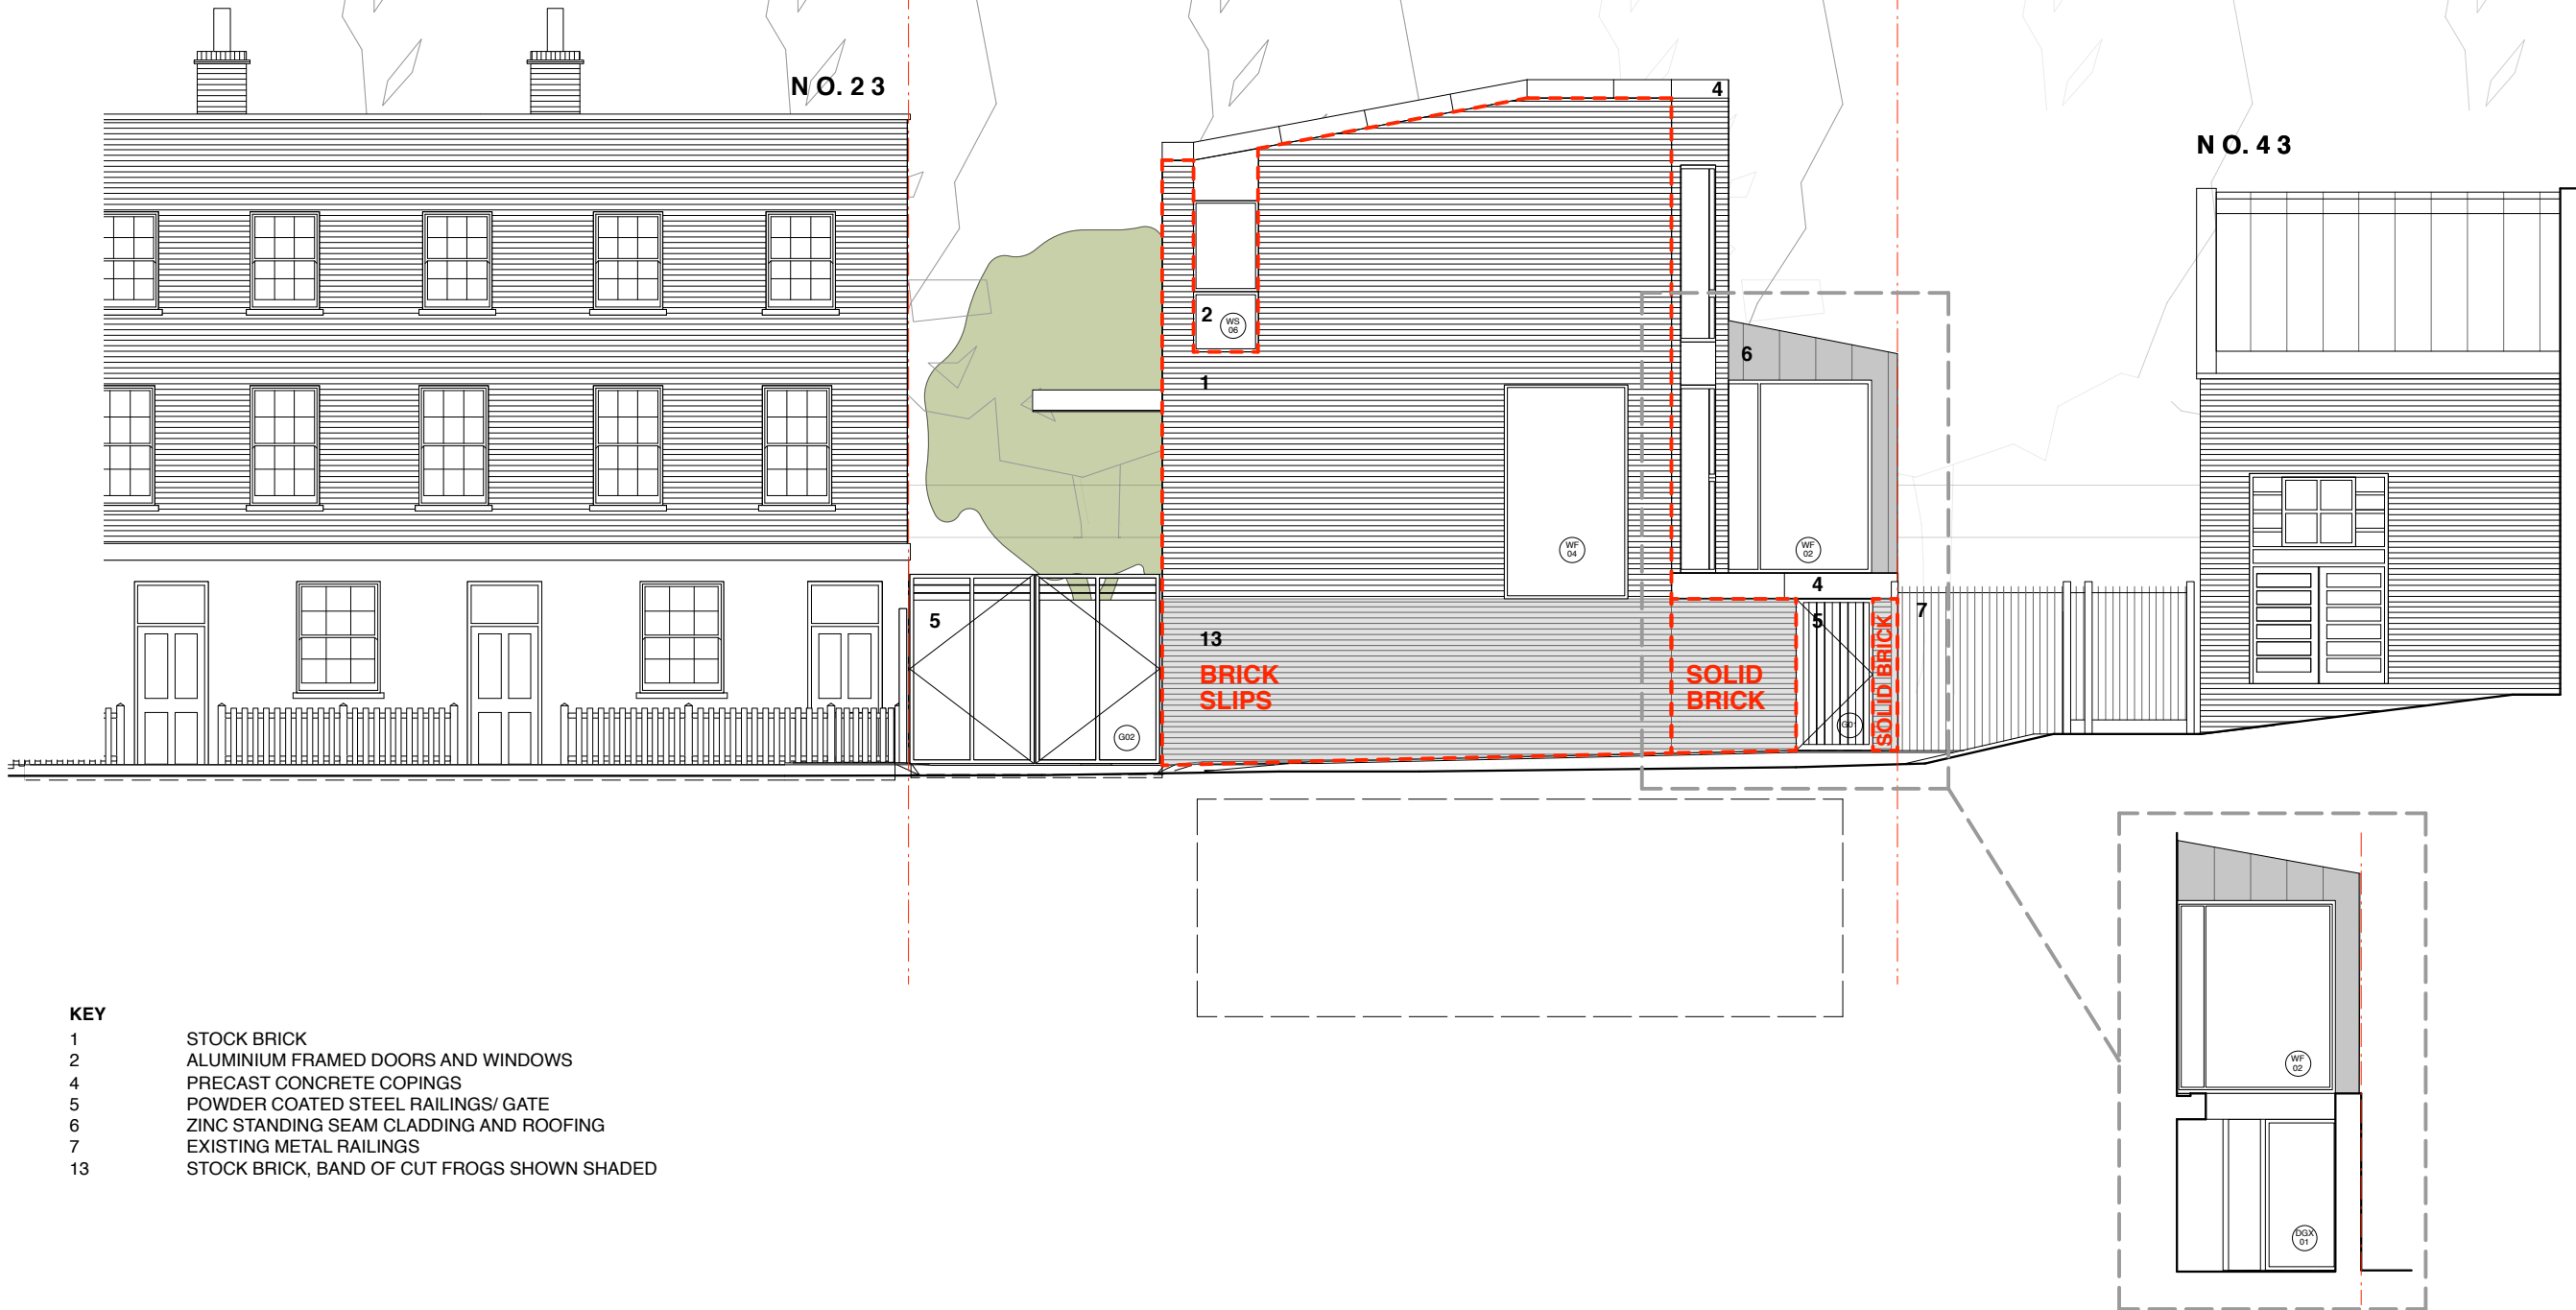 NO. 23
4
NO. 43
2
WS
06
6
1
WF
04
WF
02
4
5
5
7
13
BRICK
SLIPS
SOLID
BRICK
SOLID BRICK
G02
G01
KEY
1 STOCK BRICK
2 ALUMINIUM FRAMED DOORS AND WINDOWS
4 PRECAST CONCRETE COPINGS
5 POWDER COATED STEEL RAILINGS/ GATE
6 ZINC STANDING SEAM CLADDING AND ROOFING
7 EXISTING METAL RAILINGS
13 STOCK BRICK, BAND OF CUT FROGS SHOWN SHADED
WF
02
DGX
01